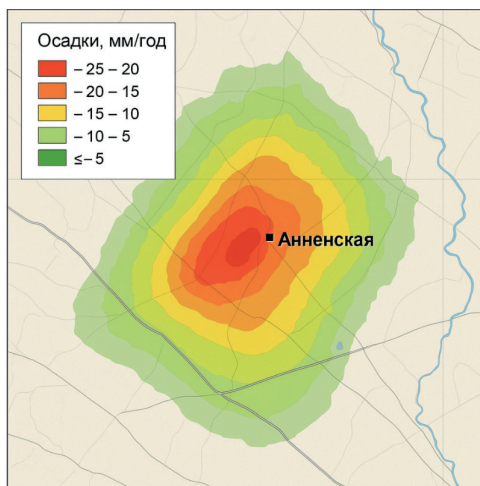 Осадки, мм/год
– 25 – 20
– 20 – 15
– 15 – 10
– 10 – 5
≤– 5
Анненская